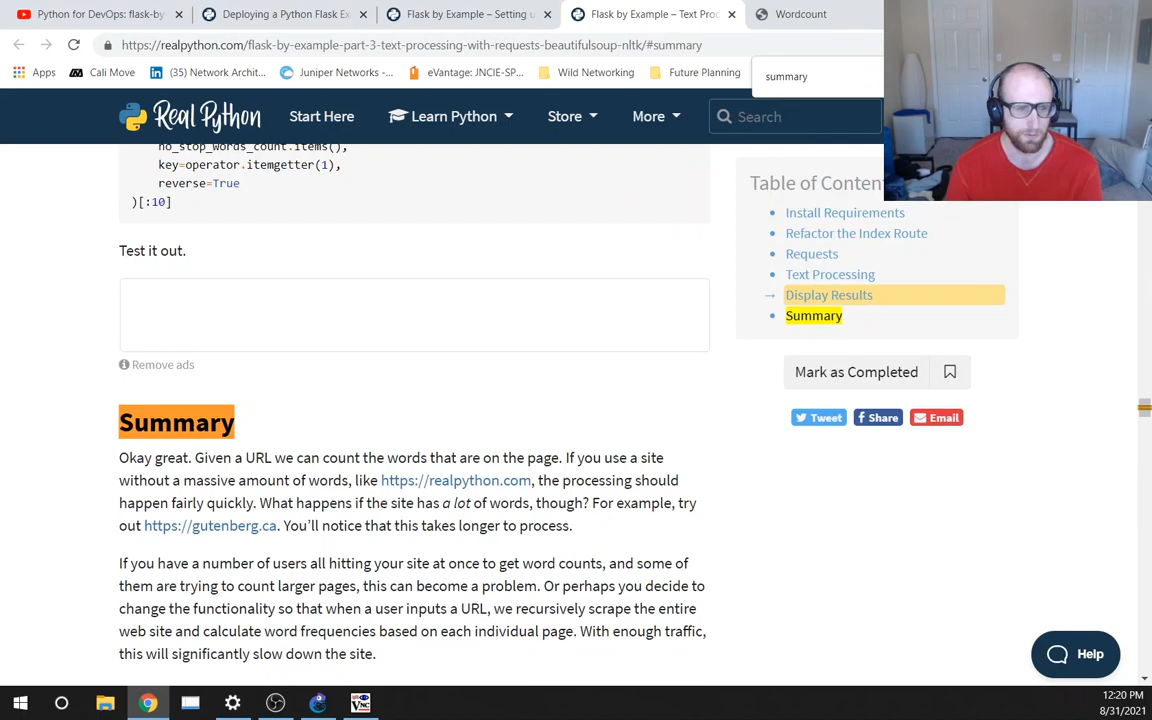 Python for DevOps: flask-by
Deploying a Python Flask Ex
Flask by Example – Setting u
Flask by Example – Text Proc
Wordcount
https://realpython.com/flask-by-example-part-3-text-processing-with-requests-beautifulsoup-nltk/#summary
Apps
Cali Move
(35) Network Archit...
Juniper Networks -...
eVantage: JNCIE-SP...
Wild Networking
Future Planning
summary
Real Python
Start Here
Learn Python
Store
More
Search
no_stop_words_count.items(),
key=operator.itemgetter(1),
reverse=True
)[:10]
Test it out.
Remove ads
Summary
Okay great. Given a URL we can count the words that are on the page. If you use a site
without a massive amount of words, like https://realpython.com, the processing should
happen fairly quickly. What happens if the site has a lot of words, though? For example, try
out https://gutenberg.ca. You’ll notice that this takes longer to process.
If you have a number of users all hitting your site at once to get word counts, and some of
them are trying to count larger pages, this can become a problem. Or perhaps you decide to
change the functionality so that when a user inputs a URL, we recursively scrape the entire
web site and calculate word frequencies based on each individual page. With enough traffic,
this will significantly slow down the site.
Table of Conten
Install Requirements
Refactor the Index Route
Requests
Text Processing
→ Display Results
Summary
Mark as Completed
Tweet
Share
Email
Help
12:20 PM
8/31/2021